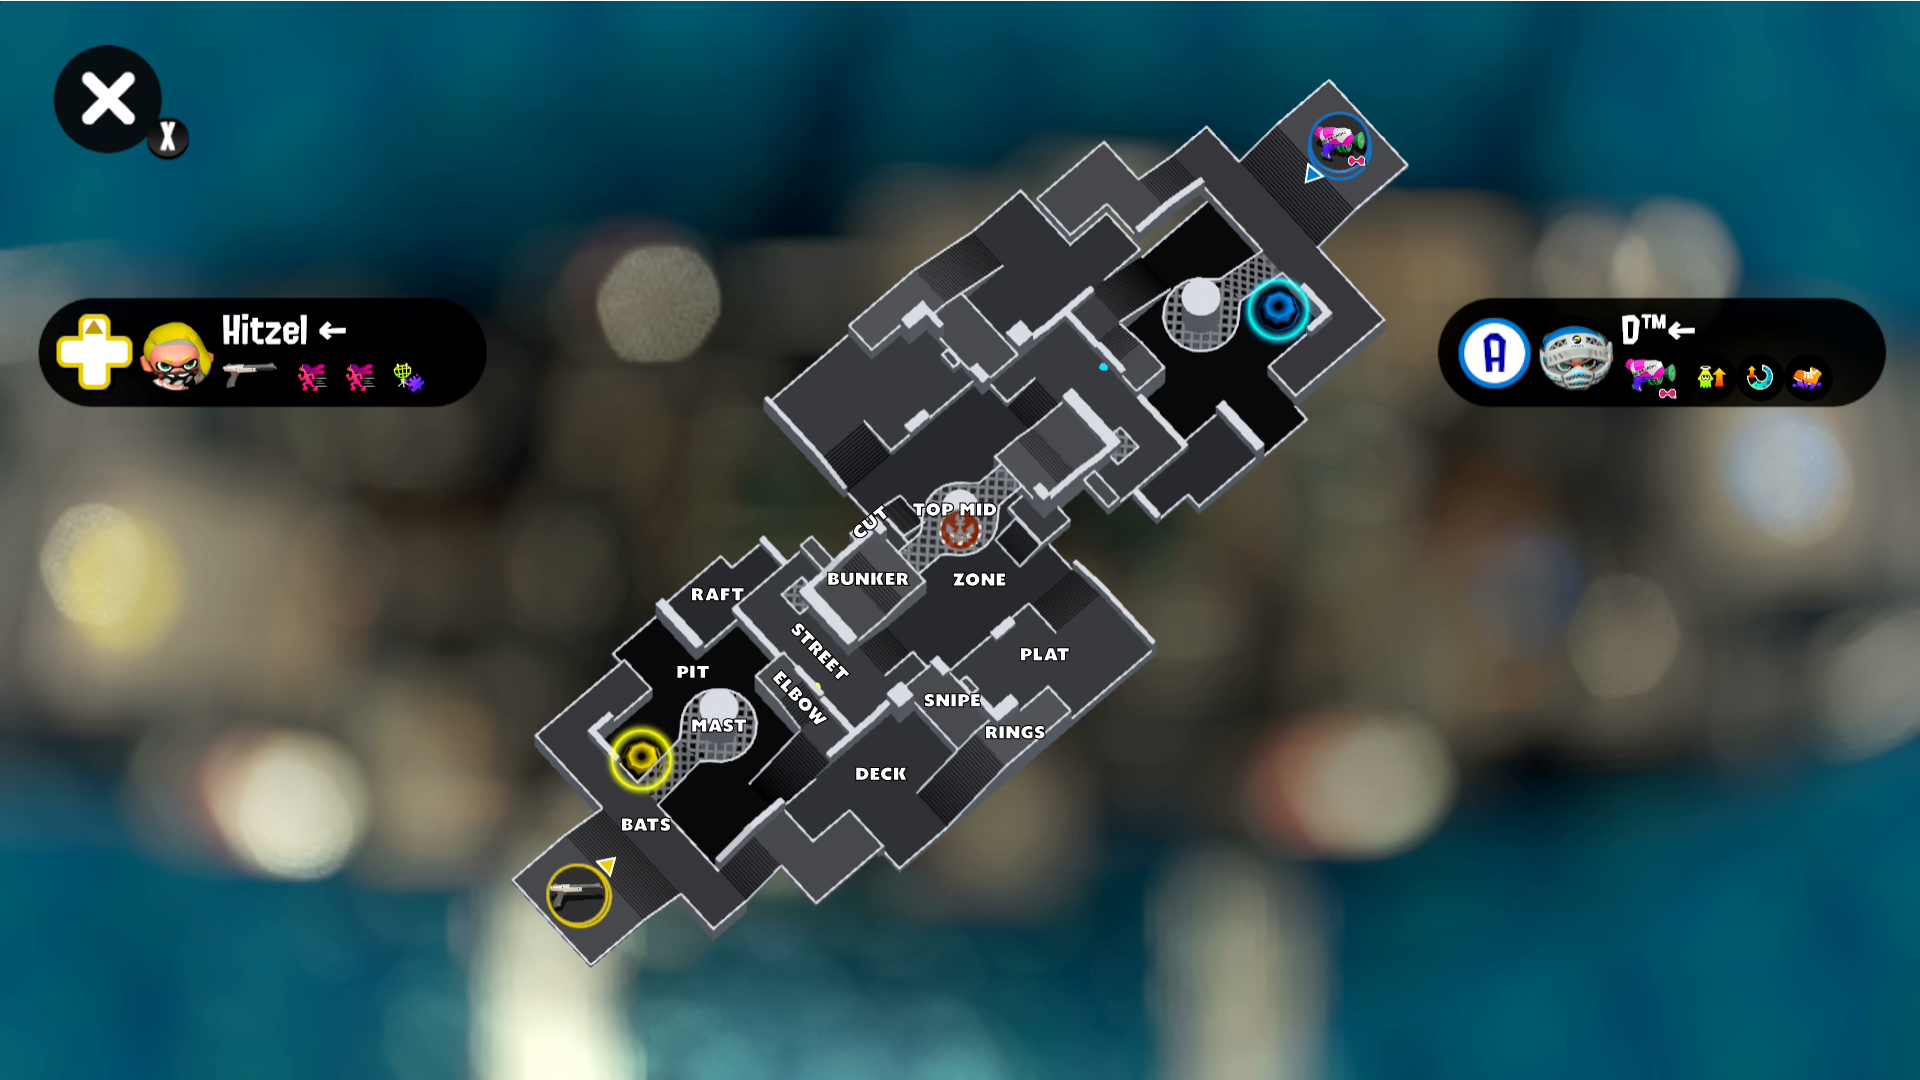 X
Hitzel ←
D™←
A
TOP MID
CUT
BUNKER
ZONE
RAFT
STREET
PLAT
PIT
ELBOW
SNIPE
MAST
RINGS
DECK
BATS